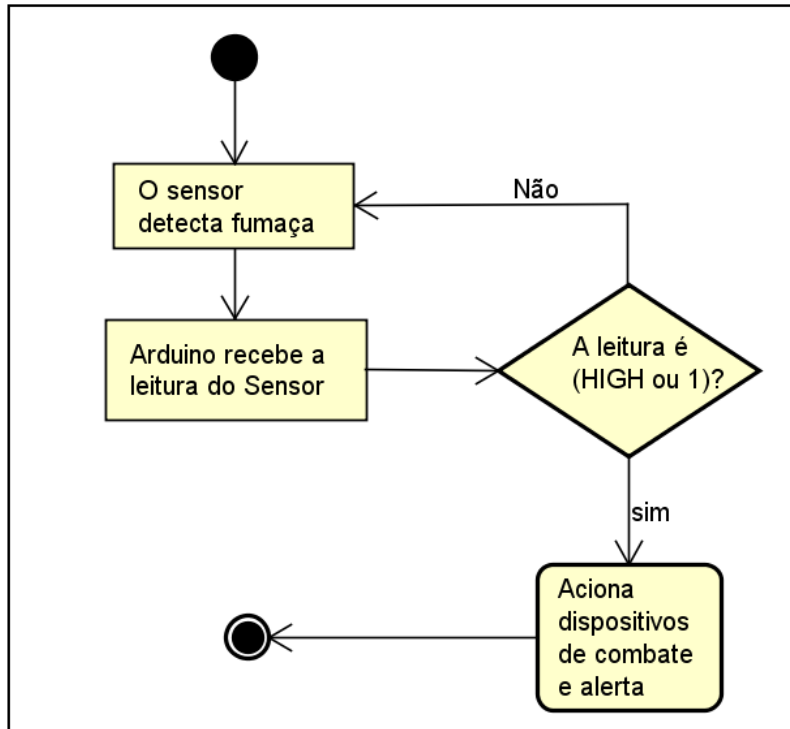 O sensor
detecta fumaça
Não
Arduino recebe a
leitura do Sensor
A leitura é
(HIGH ou 1)?
sim
Aciona
dispositivos
de combate
e alerta